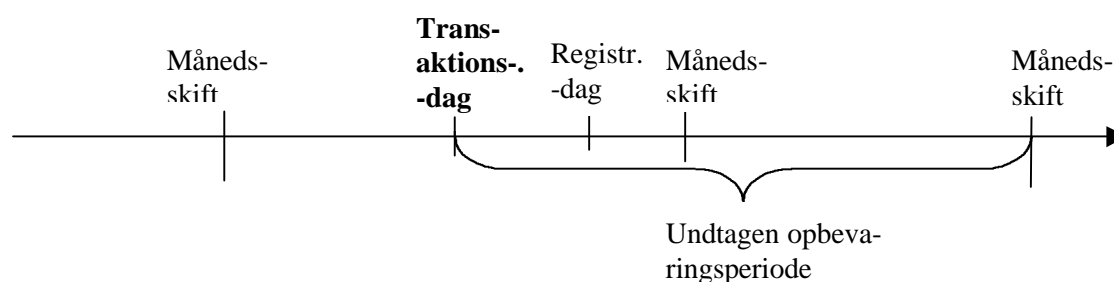 Måneds-
skift
Trans-
aktions-.
-dag
Registr.
-dag
Måneds-
skift
Måneds-
skift
Undtagen opbeva-
ringsperiode